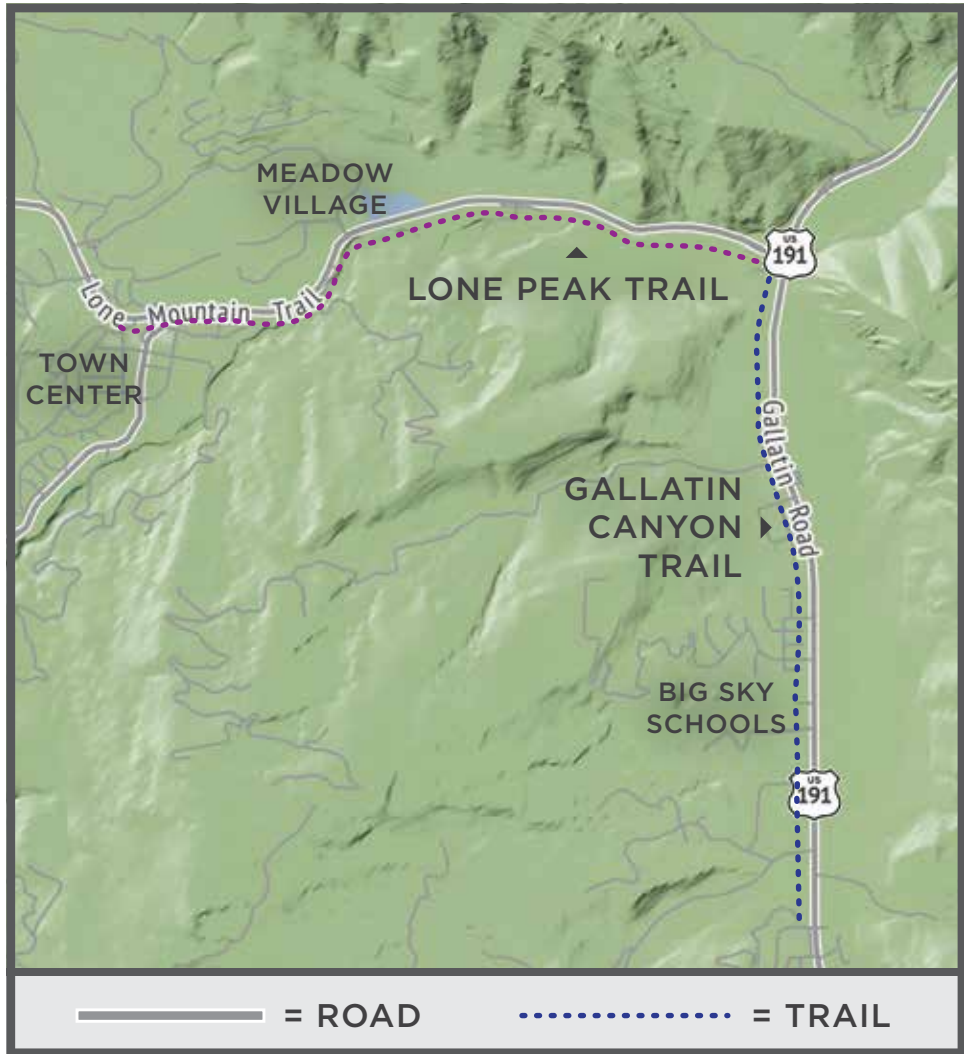 MEADOW
VILLAGE
US
191
LONE PEAK TRAIL
Lone Mountain Trail
TOWN
CENTER
Gallatin Road
GALLATIN
CANYON
TRAIL
BIG SKY
SCHOOLS
US
191
= ROAD
= TRAIL